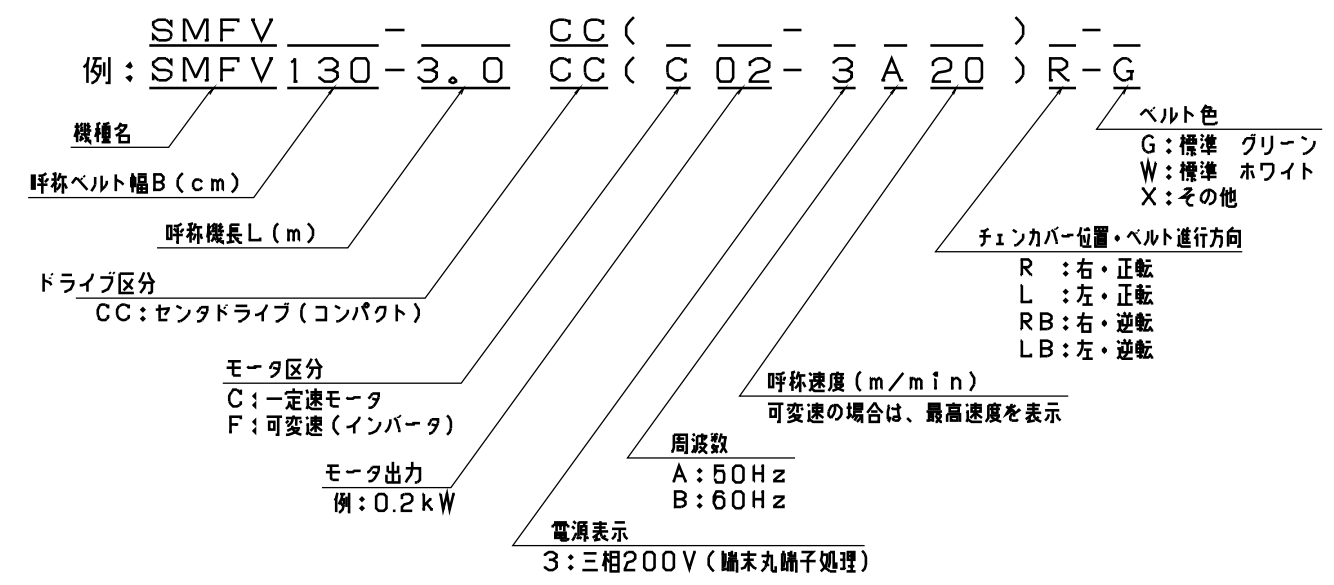 SMFV___-___ CC(_ __-_ _ __)_-_
例:SMFV130-3.0 CC(C 02-3 A 20)R-G
機種名
呼称ベルト幅B(cm)
呼称機長L(m)
ドライブ区分
CC:センタドライブ(コンパクト)
モータ区分
C:一定速モータ
F:可変速(インバータ)
モータ出力
例:0.2kW
電源表示
3:三相200V(端末丸端子処理)
周波数
A:50Hz
B:60Hz
呼称速度(m/min)
可変速の場合は、最高速度を表示
チェンカバー位置・ベルト進行方向
R :右・正転
L :左・正転
RB:右・逆転
LB:左・逆転
ベルト色
G:標準 グリーン
W:標準 ホワイト
X:その他